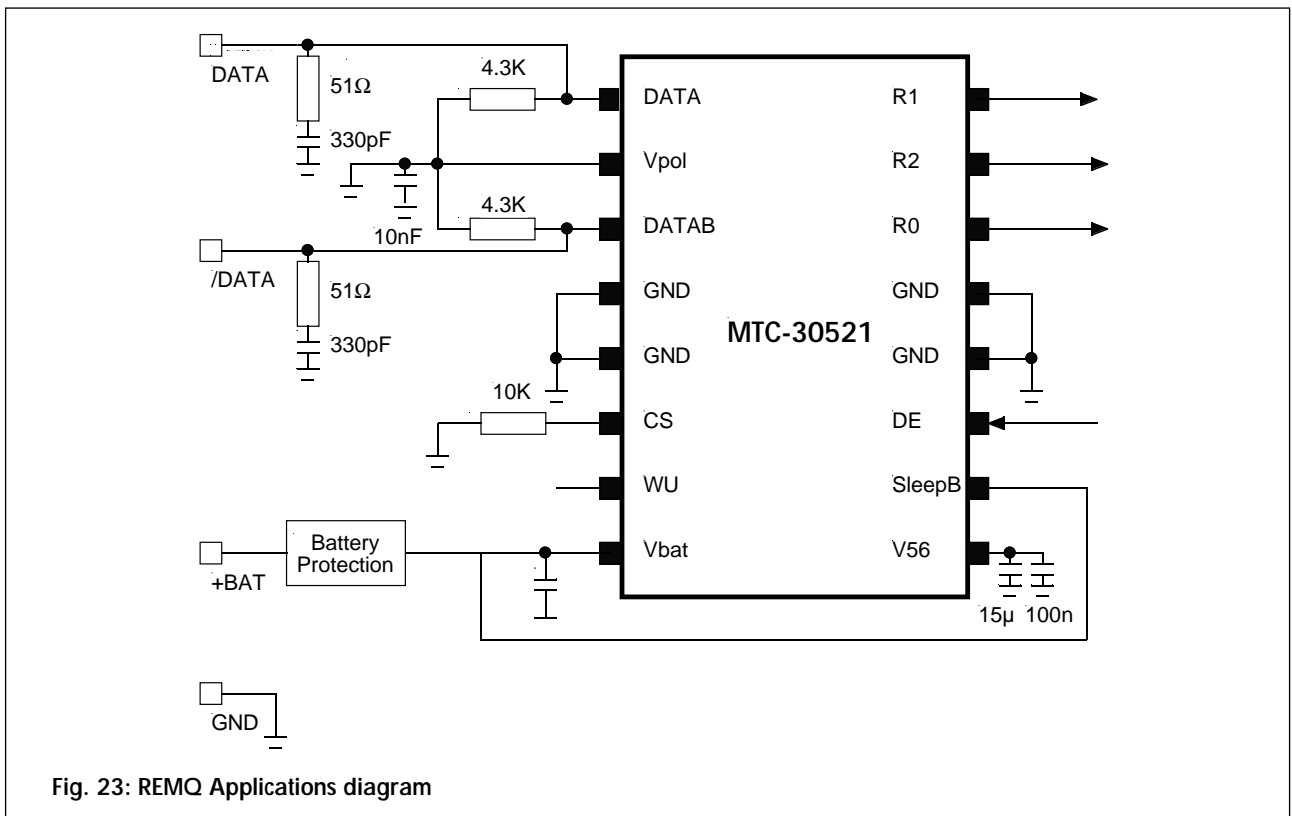 DATA
51Ω
330pF
4.3K
10nF
4.3K
/DATA
51Ω
330pF
10K
+BAT
Battery
Protection
GND
DATA
Vpol
DATAB
GND
GND
CS
WU
Vbat
MTC-30521
R1
R2
R0
GND
GND
DE
SleepB
V56
15µ 100n
Fig. 23: REMQ Applications diagram